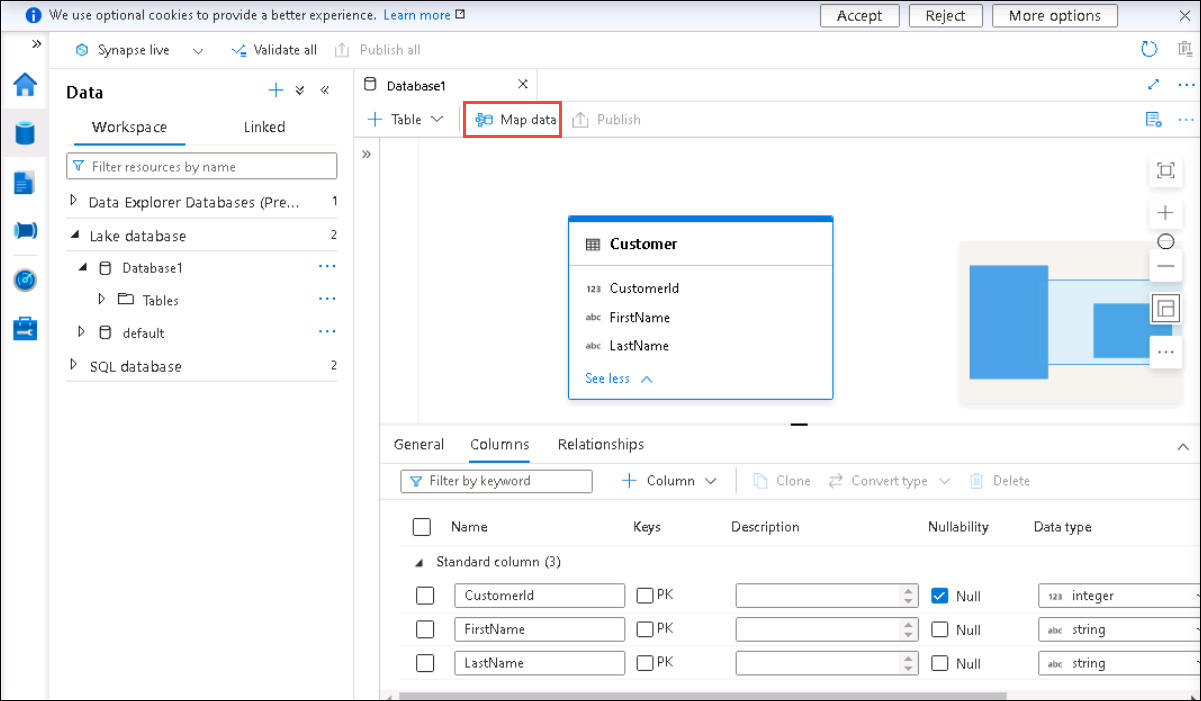 We use optional cookies to provide a better experience. Learn more
Accept
Reject
More options
Synapse live
Validate all
Publish all
Data
Workspace
Linked
Filter resources by name
Data Explorer Databases (Pre... 1
Lake database 2
Database1
Tables
default
SQL database 2
Database1
Table
Map data
Publish
Customer
123 CustomerId
abc FirstName
abc LastName
See less
General Columns Relationships
Filter by keyword
Column
Clone
Convert type
Delete
Name Keys Description Nullability Data type
Standard column (3)
CustomerId PK Null 123 integer
FirstName PK Null abc string
LastName PK Null abc string